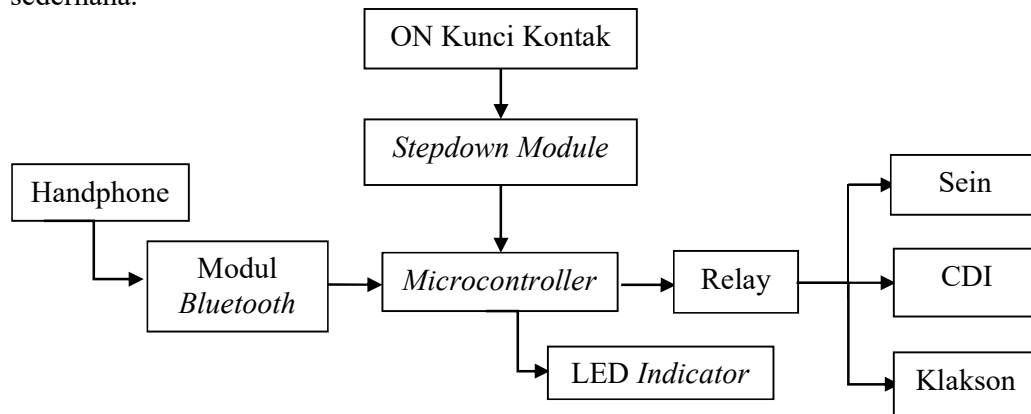 sederhana.
ON Kunci Kontak
Stepdown Module
Handphone
Modul
Bluetooth
Microcontroller
Relay
Sein
CDI
Klakson
LED Indicator